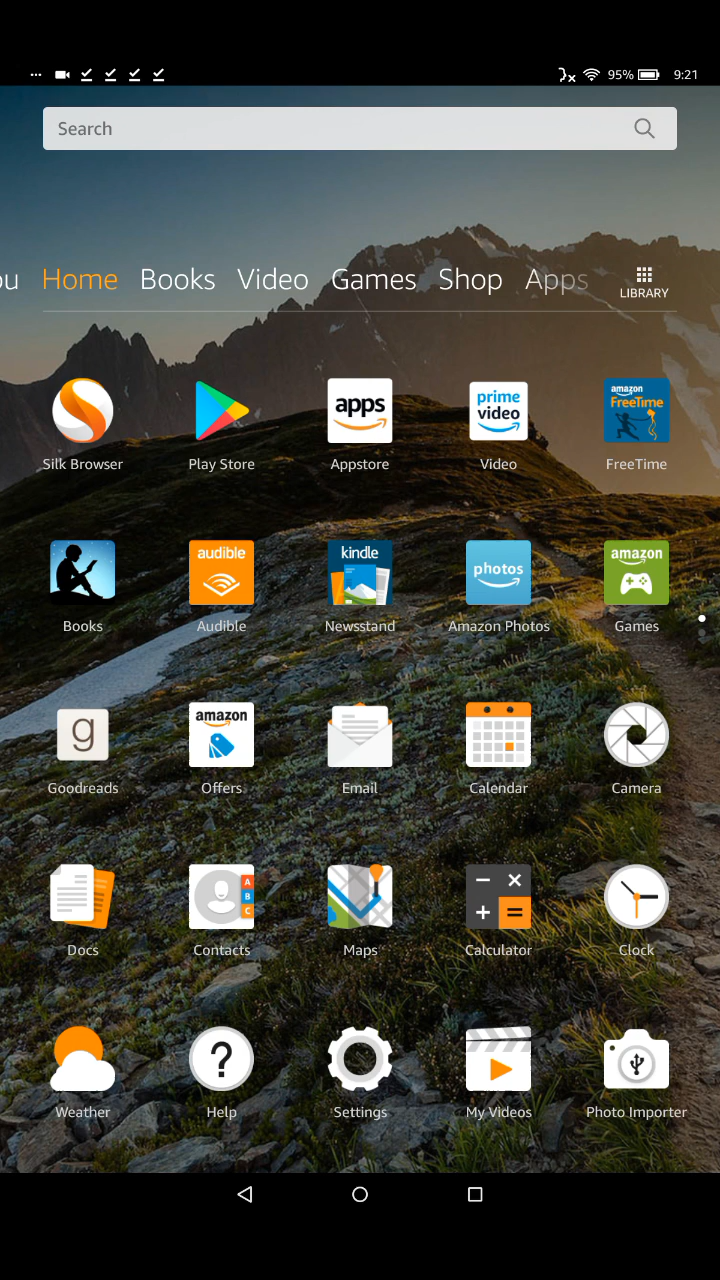 95% 9:21
Search
ou Home Books Video Games Shop Apps LIBRARY
apps prime video amazon FreeTime
Silk Browser Play Store Appstore Video FreeTime
audible kindle photos amazon
Books Audible Newsstand Amazon Photos Games
g amazon
Goodreads Offers Email Calendar Camera
A
B
C
− × + =
Docs Contacts Maps Calculator Clock
?
Weather Help Settings My Videos Photo Importer